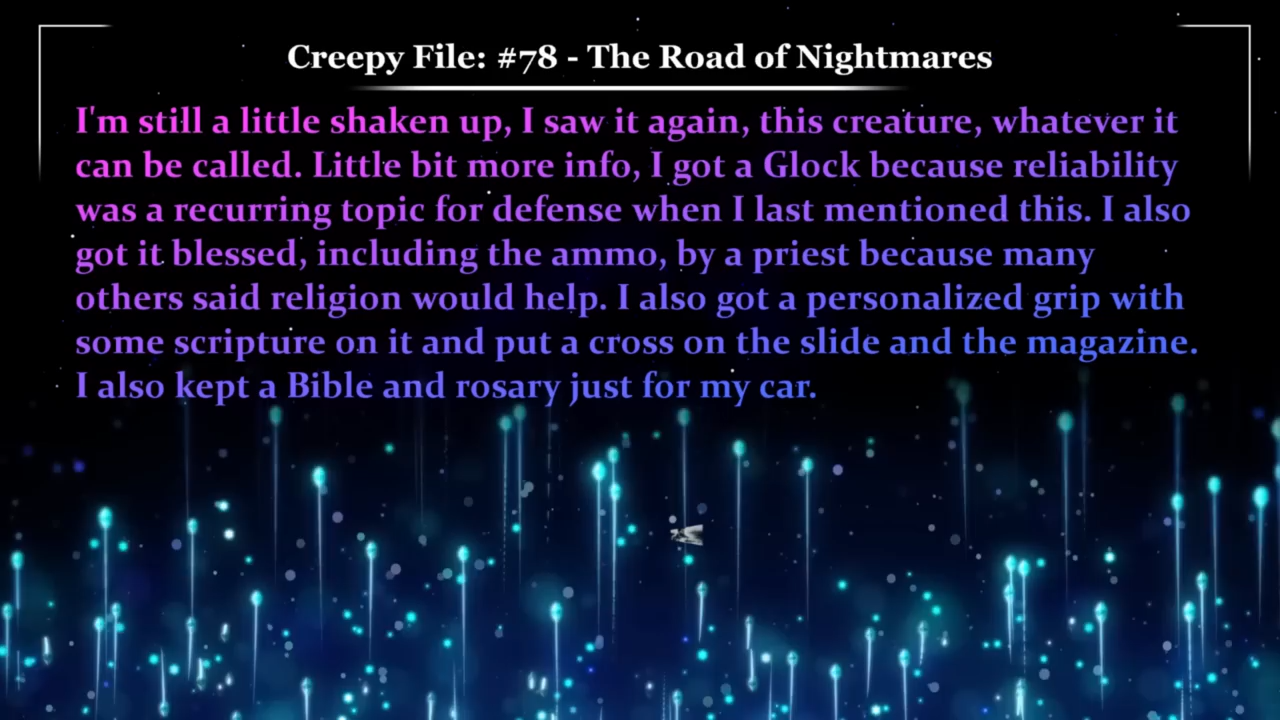 Creepy File: #78 - The Road of Nightmares
I'm still a little shaken up, I saw it again, this creature, whatever it
can be called. Little bit more info, I got a Glock because reliability
was a recurring topic for defense when I last mentioned this. I also
got it blessed, including the ammo, by a priest because many
others said religion would help. I also got a personalized grip with
some scripture on it and put a cross on the slide and the magazine.
I also kept a Bible and rosary just for my car.